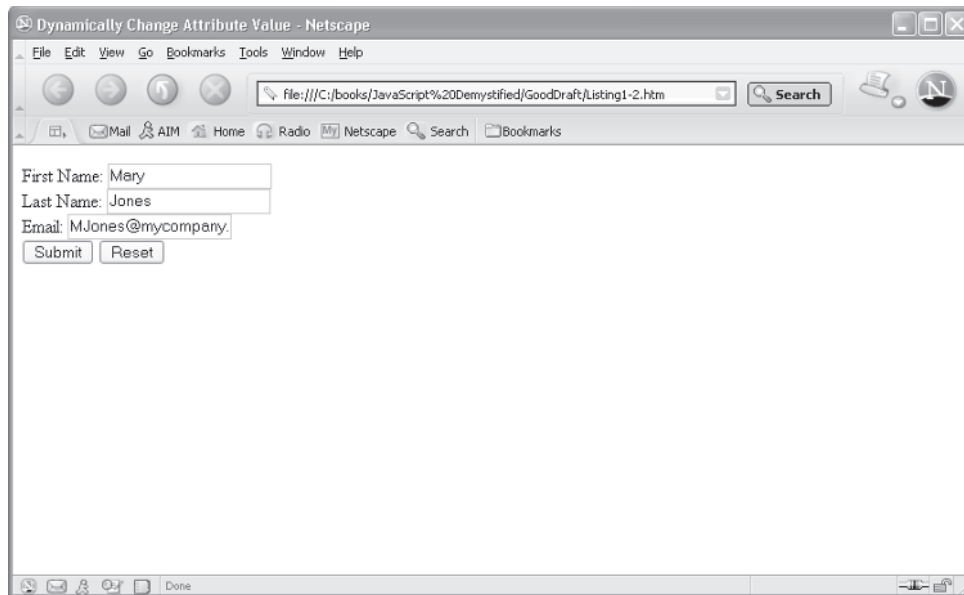 Dynamically Change Attribute Value - Netscape
File Edit View Go Bookmarks Tools Window Help
file:///C:/books/JavaScript%20Demystified/GoodDraft/Listing1-2.htm Search N
Mail AIM Home Radio My Netscape Search Bookmarks
First Name: Mary
Last Name: Jones
Email: MJones@mycompany.
Submit Reset
Done